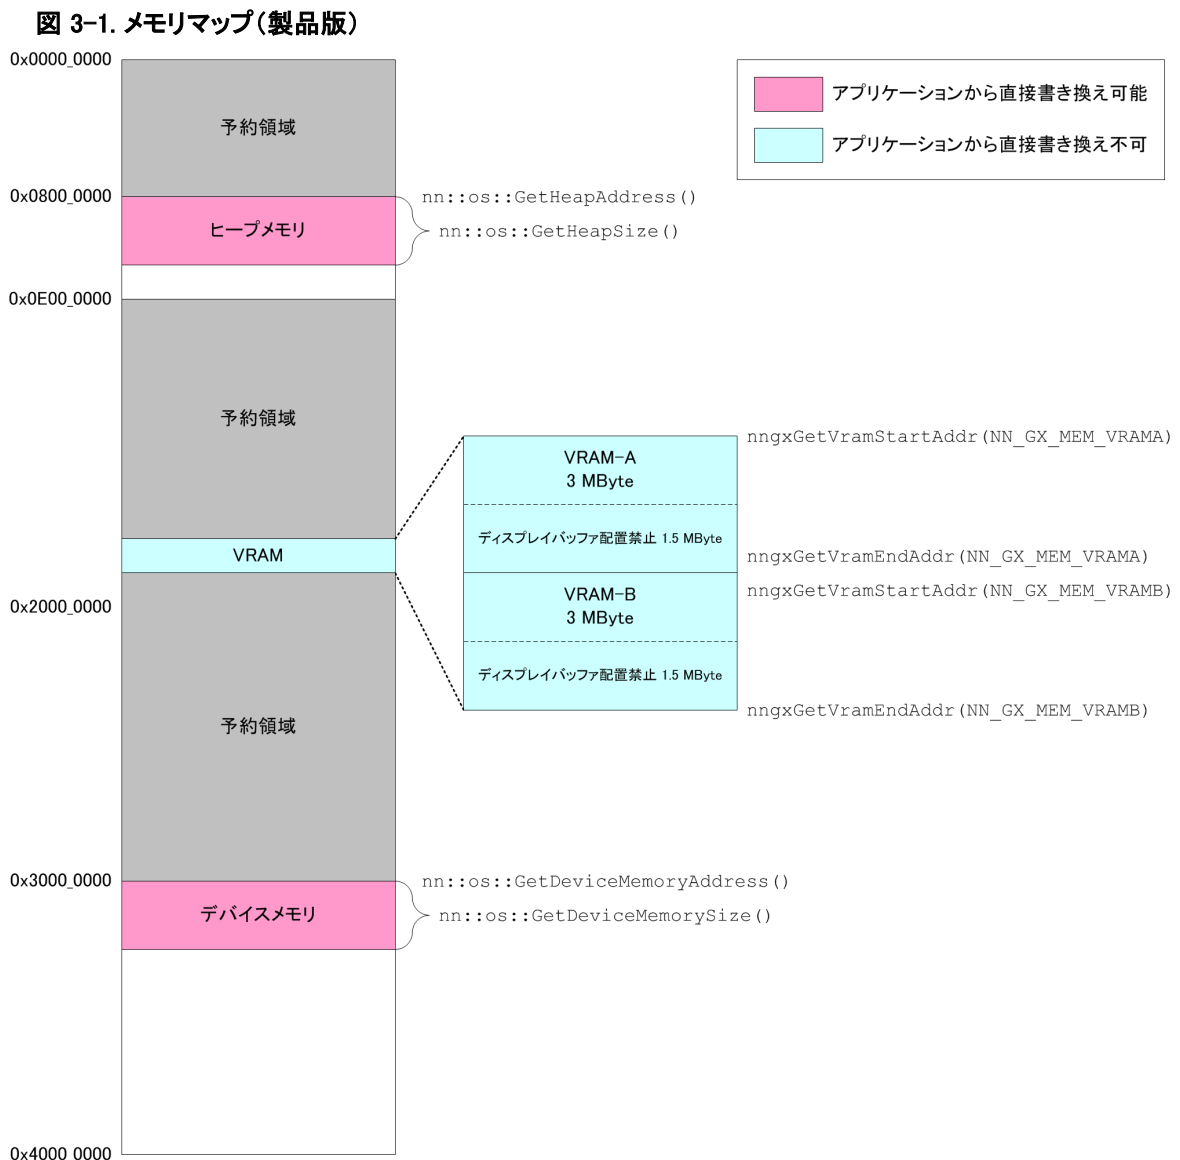 図 3-1. メモリマップ（製品版）
0x0000_0000
予約領域
アプリケーションから直接書き換え可能
アプリケーションから直接書き換え不可
0x0800_0000
nn::os::GetHeapAddress()
ヒープメモリ
nn::os::GetHeapSize()
0x0E00_0000
予約領域
nngxGetVramStartAddr(NN_GX_MEM_VRAMA)
VRAM-A
3 MByte
ディスプレイバッファ配置禁止 1.5 MByte
VRAM
nngxGetVramEndAddr(NN_GX_MEM_VRAMA)
nngxGetVramStartAddr(NN_GX_MEM_VRAMB)
VRAM-B
3 MByte
0x2000_0000
ディスプレイバッファ配置禁止 1.5 MByte
nngxGetVramEndAddr(NN_GX_MEM_VRAMB)
予約領域
0x3000_0000
nn::os::GetDeviceMemoryAddress()
デバイスメモリ
nn::os::GetDeviceMemorySize()
0x4000_0000